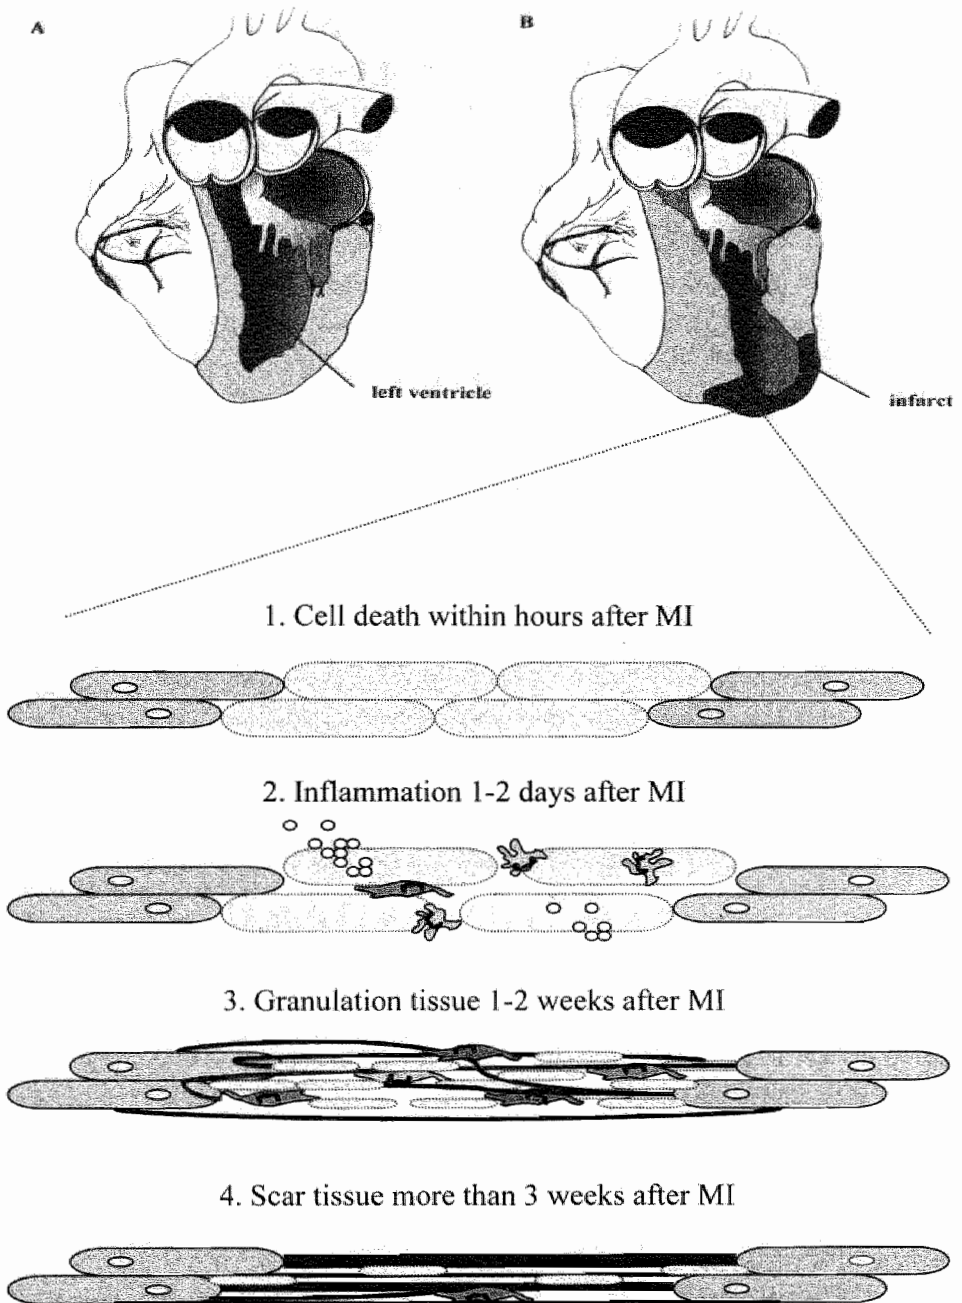 A
B
left ventricle
infarct
1. Cell death within hours after MI
2. Inflammation 1-2 days after MI
3. Granulation tissue 1-2 weeks after MI
4. Scar tissue more than 3 weeks after MI